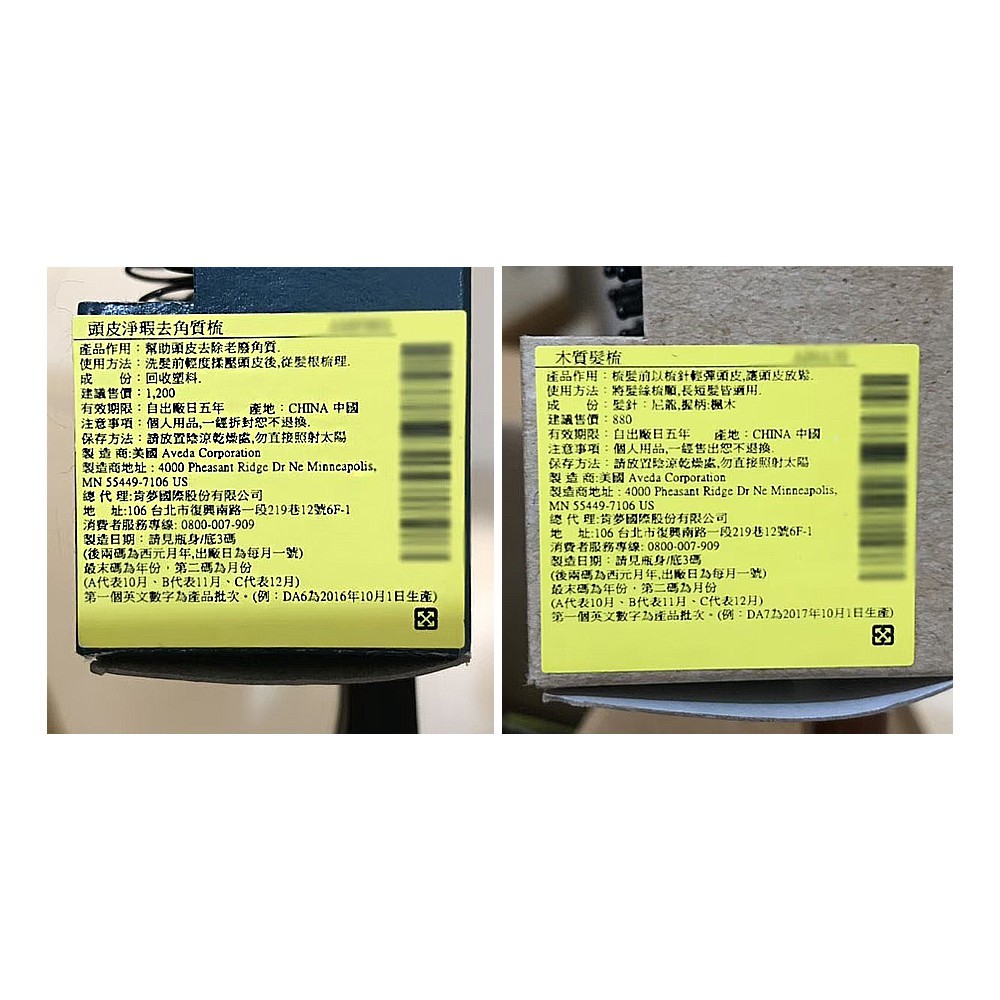 頭皮淨瑕去角質梳
產品作用：幫助頭皮去除老廢角質.
使用方法：洗髮前輕度揉壓頭皮後,從髮根梳理.
成　　份：回收塑料.
建議售價：1,200
有效期限：自出廠日五年　　產地：CHINA 中國
注意事項：個人用品,一經拆封恕不退換.
保存方法：請放置陰涼乾燥處,勿直接照射太陽
製 造 商:美國 Aveda Corporation
製造商地址：4000 Pheasant Ridge Dr Ne Minneapolis,
MN 55449-7106 US
總 代 理:肯夢國際股份有限公司
地　　址:106 台北市復興南路一段219巷12號6F-1
消費者服務專線: 0800-007-909
製造日期：請見瓶身/底3碼
(後兩碼為西元月年,出廠日為每月一號)
最末碼為年份，第二碼為月份
(A代表10月、B代表11月、C代表12月)
第一個英文數字為產品批次。(例：DA6為2016年10月1日生產)
木質髮梳
產品作用：梳髮前以梳針輕彈頭皮,讓頭皮放鬆.
使用方法：將髮絲梳順,長短髮皆適用.
成　　份：髮針：尼龍,握柄:楓木
建議售價：880
有效期限：自出廠日五年　　產地：CHINA 中國
注意事項：個人用品,一經售出恕不退換.
保存方法：請放置陰涼乾燥處,勿直接照射太陽
製 造 商:美國 Aveda Corporation
製造商地址：4000 Pheasant Ridge Dr Ne Minneapolis,
MN 55449-7106 US
總 代 理:肯夢國際股份有限公司
地　　址:106 台北市復興南路一段219巷12號6F-1
消費者服務專線: 0800-007-909
製造日期：請見瓶身/底3碼
(後兩碼為西元月年,出廠日為每月一號)
最末碼為年份，第二碼為月份
(A代表10月、B代表11月、C代表12月)
第一個英文數字為產品批次。(例：DA7為2017年10月1日生產)